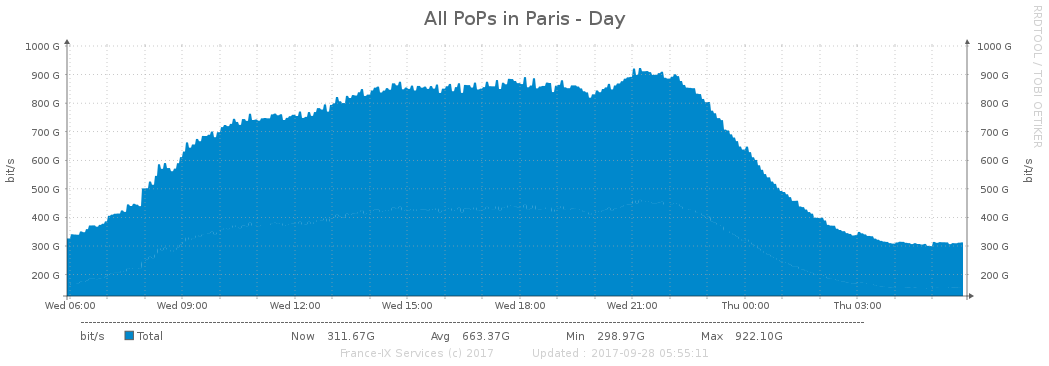 All PoPs in Paris - Day
RRDTOOL / TOBI OETIKER
1000 G 1000 G
900 G 900 G
800 G 800 G
700 G 700 G
600 G 600 G
500 G 500 G
400 G 400 G
300 G 300 G
200 G 200 G
bit/s bit/s
Wed 06:00 Wed 09:00 Wed 12:00 Wed 15:00 Wed 18:00 Wed 21:00 Thu 00:00 Thu 03:00
bit/s Total Now 311.67G Avg 663.37G Min 298.97G Max 922.10G
France-IX Services (c) 2017 Updated : 2017-09-28 05:55:11